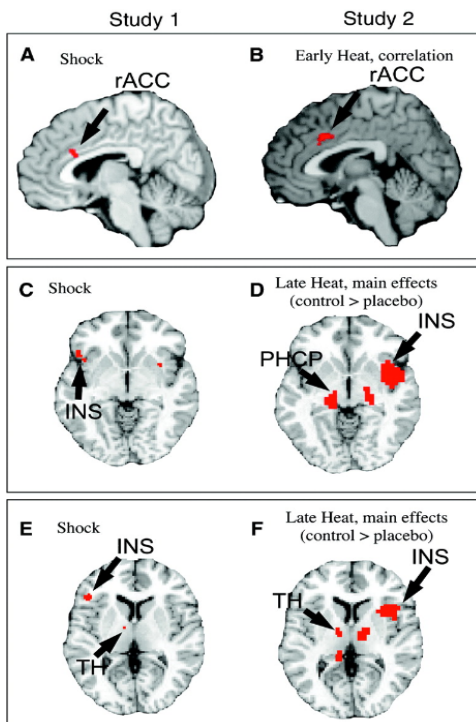 Study 1
Study 2
A
Shock
rACC
B
Early Heat, correlation
rACC
C
Shock
INS
D
Late Heat, main effects
(control > placebo)
INS
PHCP
E
Shock
INS
TH
F
Late Heat, main effects
(control > placebo)
INS
TH